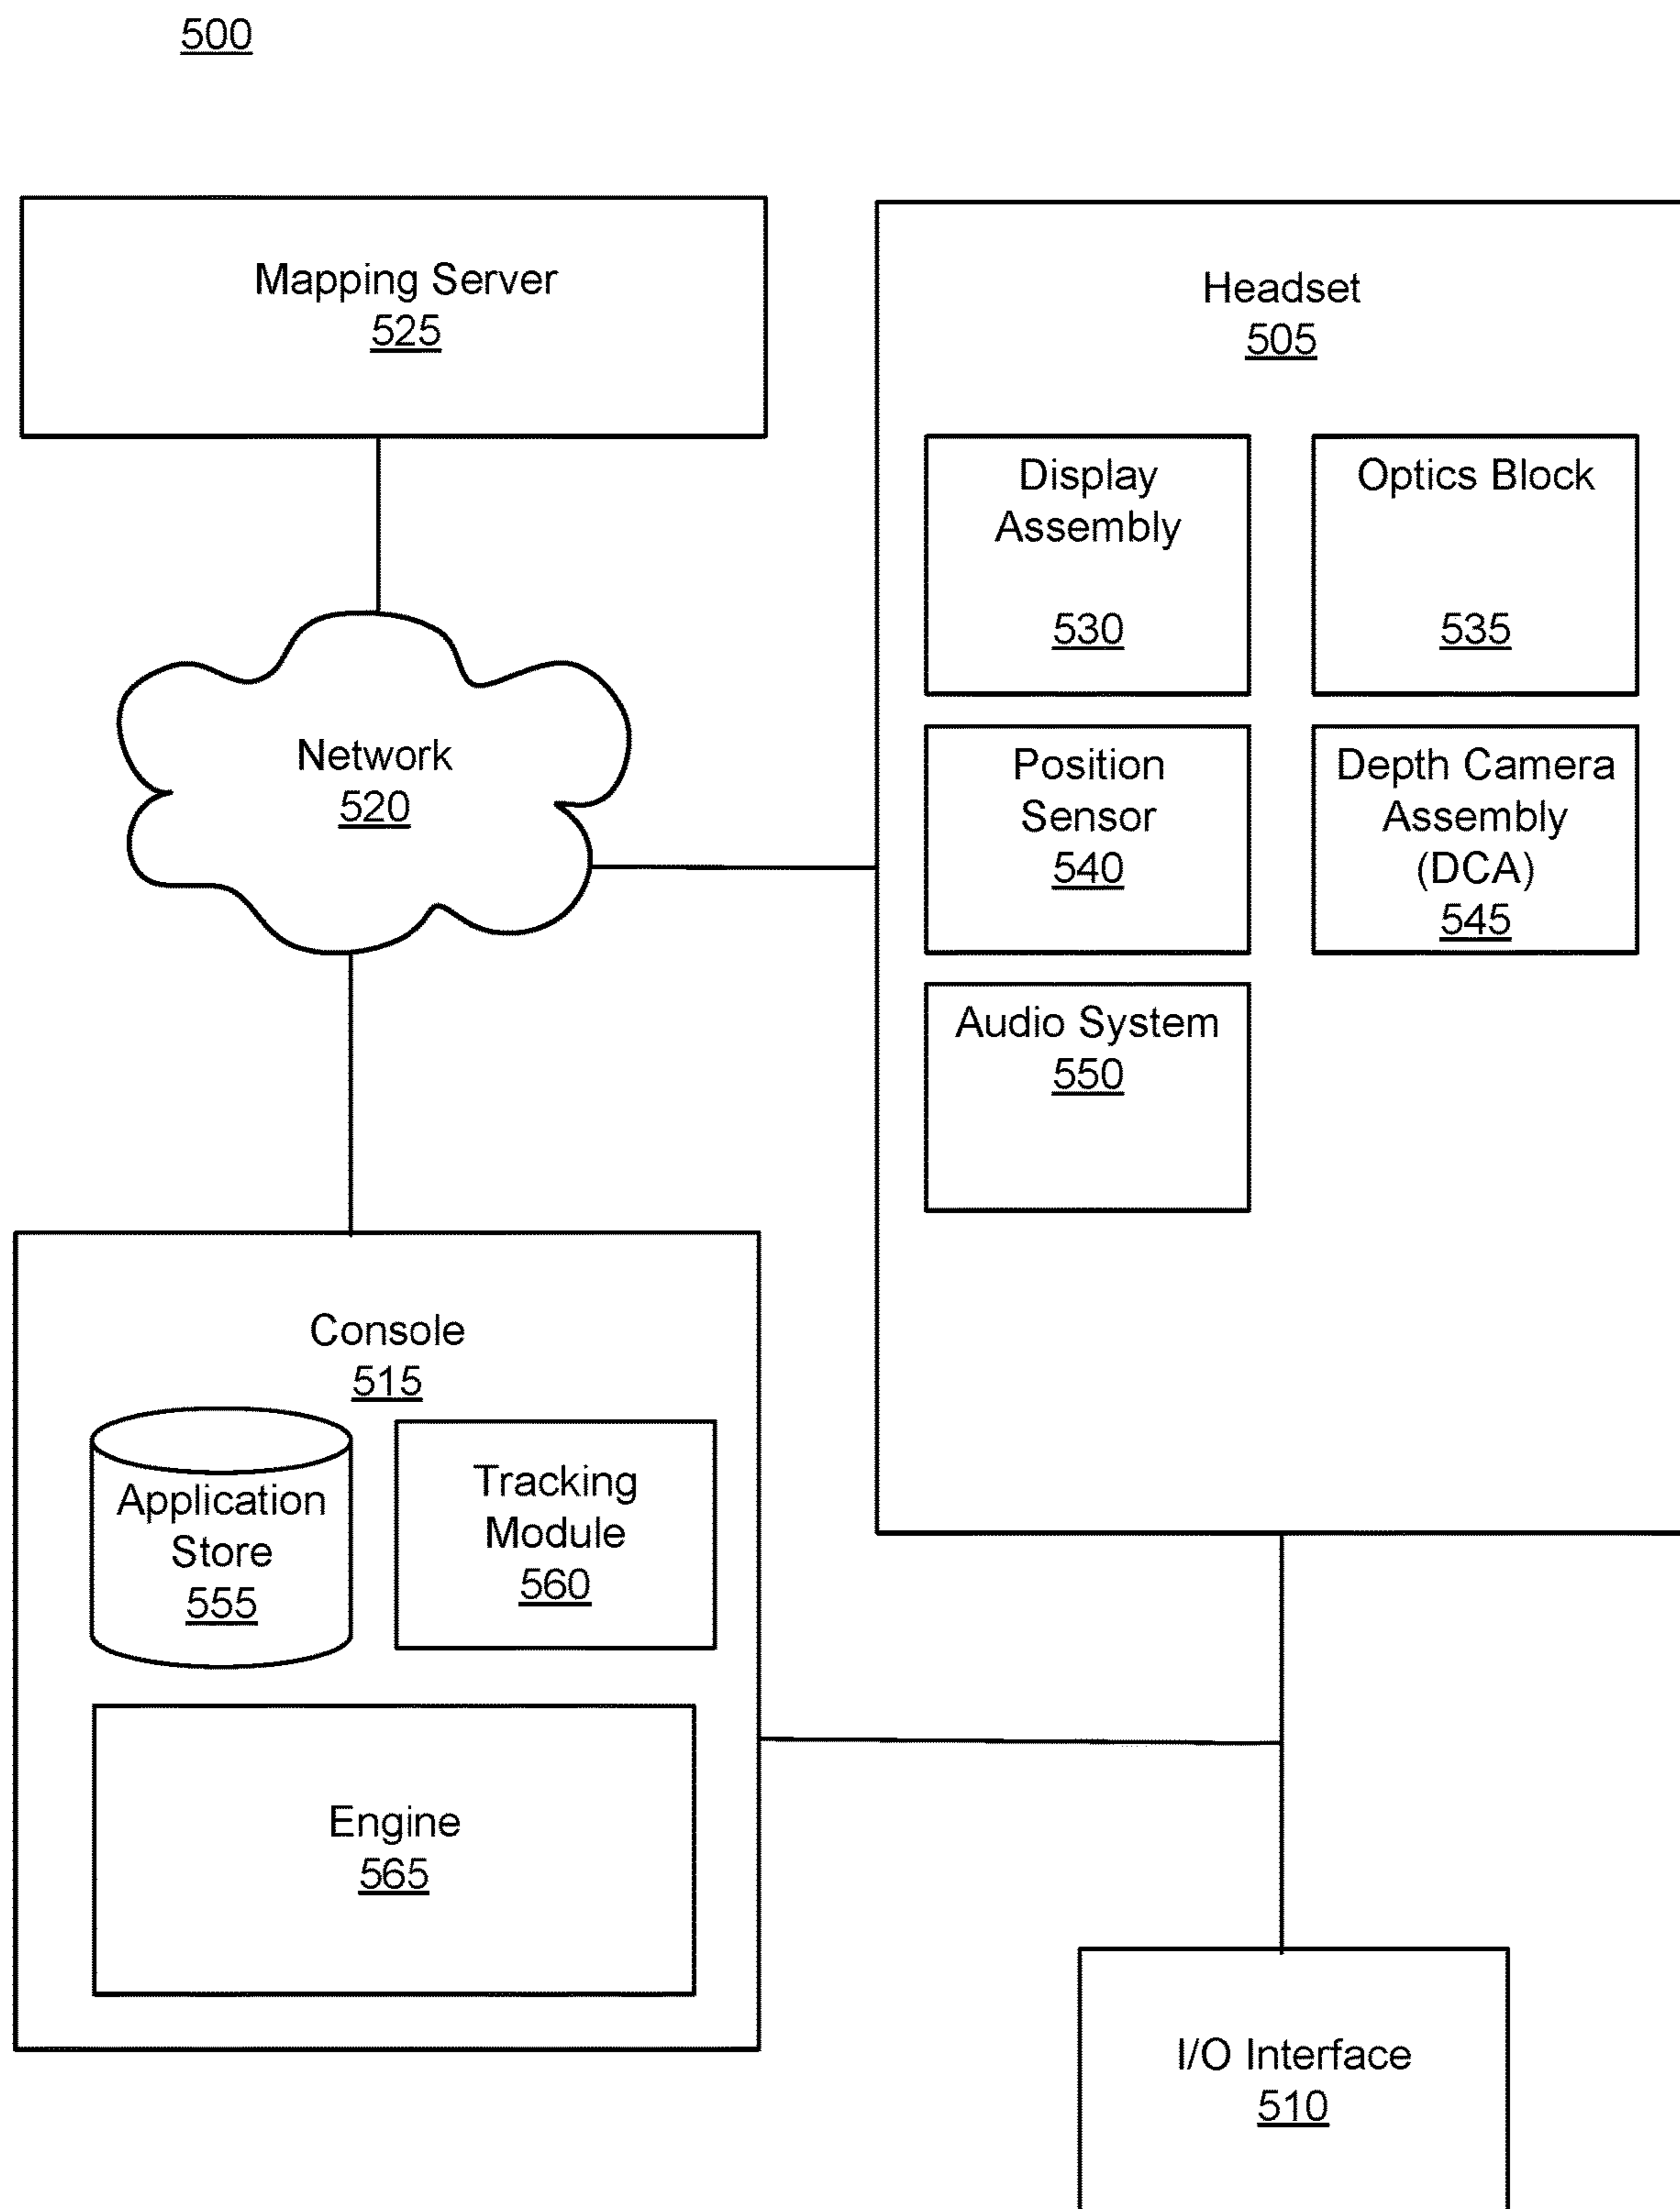 500
Mapping Server
525
Headset
505
Display
Assembly
530
Optics Block
535
Network
520
Position
Sensor
540
Depth Camera
Assembly
(DCA)
545
Audio System
550
Console
515
Application
Store
555
Tracking
Module
560
Engine
565
I/O Interface
510